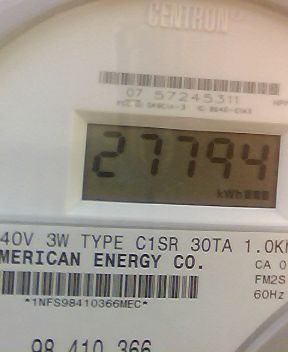 CENTRON
07 57245311
27794
kWh
40V 3W TYPE C1SR 30TA 1.0K
MERICAN ENERGY CO.
CA 0
FM2S
60Hz
*1NFS98410366MEC*
98 410 366